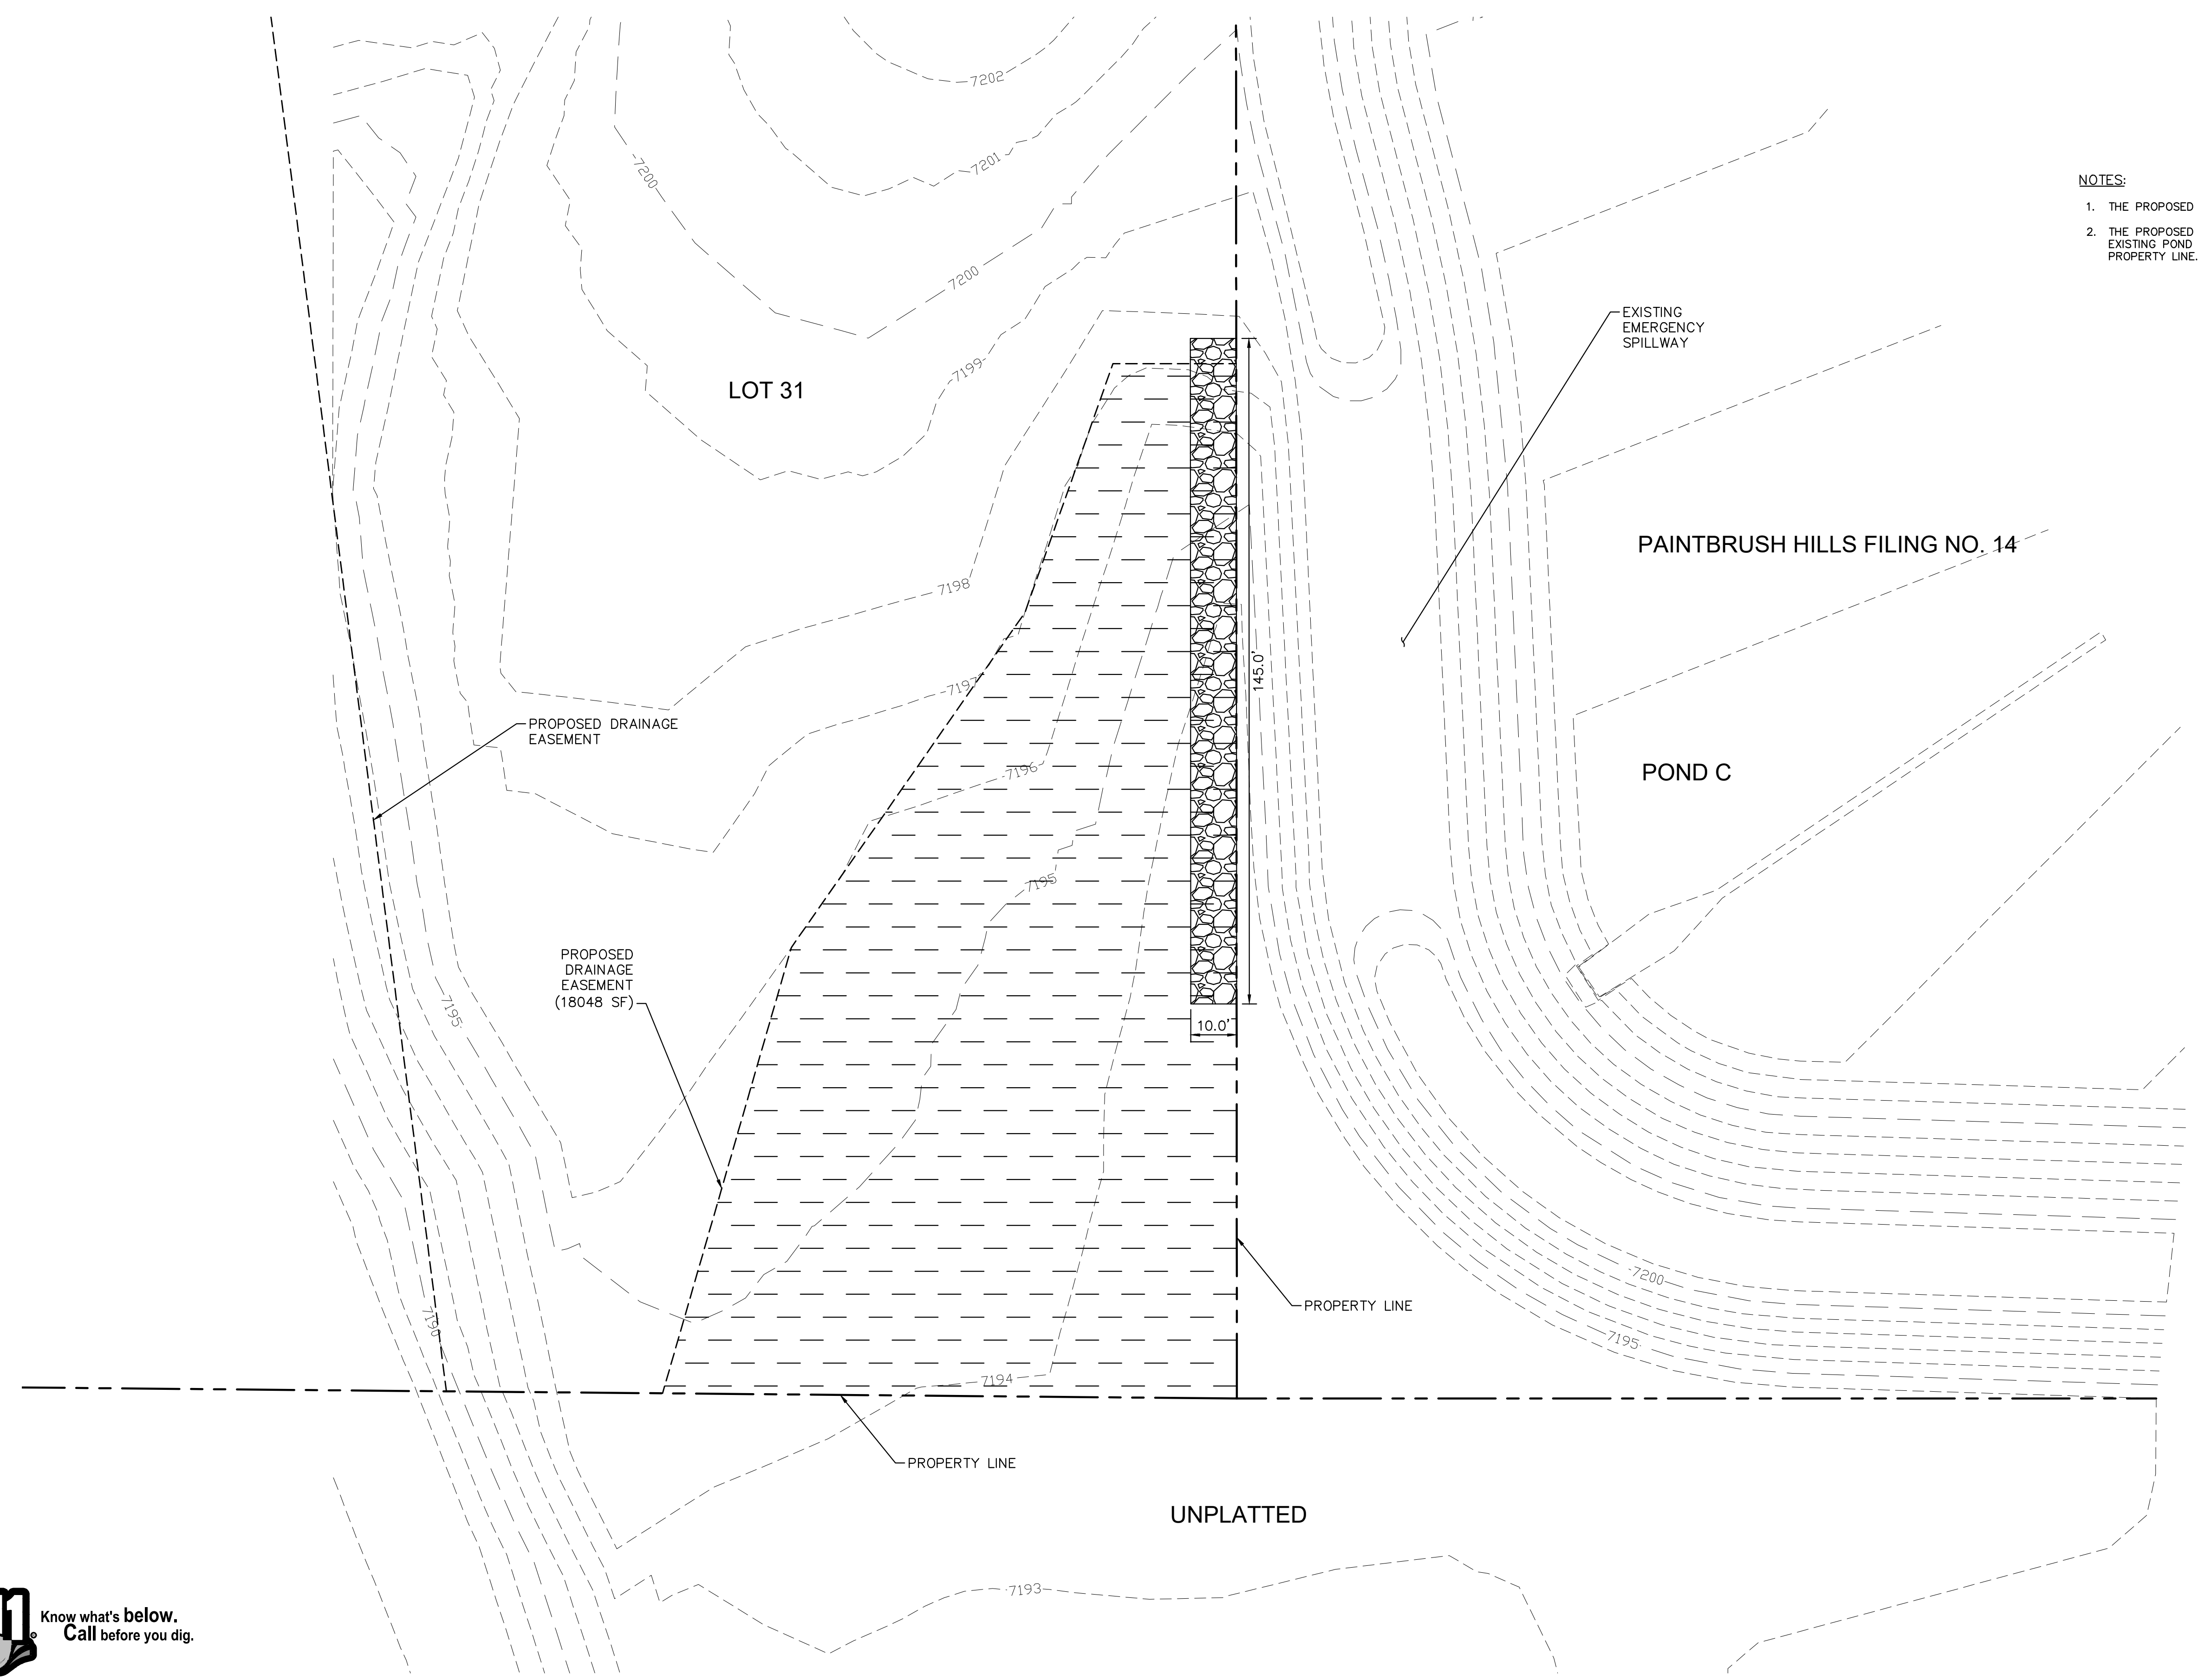 7202
7201
7200
7200
7199
NOTES:
1. THE PROPOSED
2. THE PROPOSED
EXISTING POND
PROPERTY LINE.
EXISTING
EMERGENCY
SPILLWAY
LOT 31
PAINTBRUSH HILLS FILING NO. 14
7198
7197
145.0'
PROPOSED DRAINAGE
EASEMENT
7196
POND C
7195
PROPOSED
DRAINAGE
EASEMENT
(18048 SF)
7195
10.0'
7200
PROPERTY LINE
7190
7195
7194
PROPERTY LINE
UNPLATTED
7193
Know what's below.
Call before you dig.